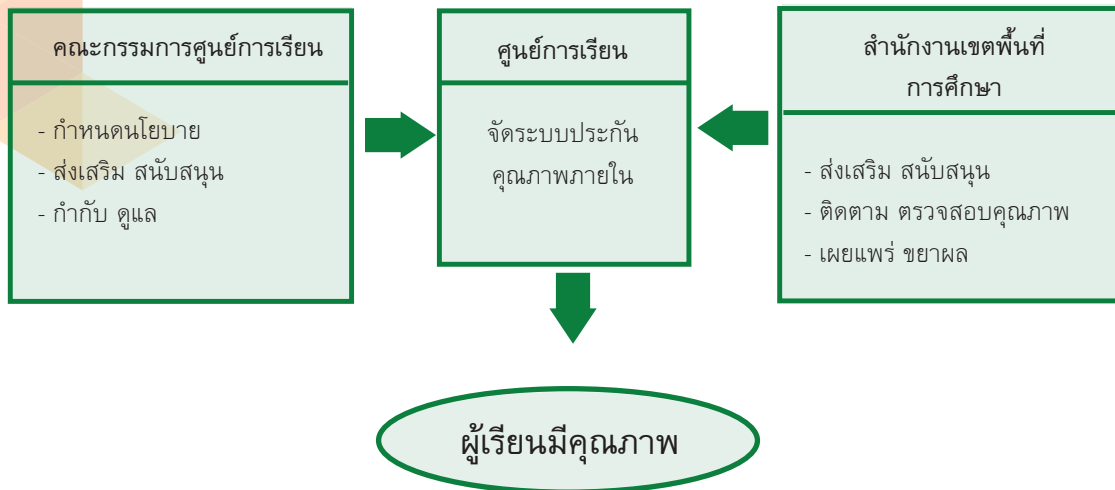 คณะกรรมการศูนย์การเรียน
- กำหนดนโยบาย
- ส่งเสริม สนับสนุน
- กำกับ ดูแล
ศูนย์การเรียน
จัดระบบประกัน
คุณภาพภายใน
สำนักงานเขตพื้นที่
การศึกษา
- ส่งเสริม สนับสนุน
- ติดตาม ตรวจสอบคุณภาพ
- เผยแพร่ ขยาผล
ผู้เรียนมีคุณภาพ